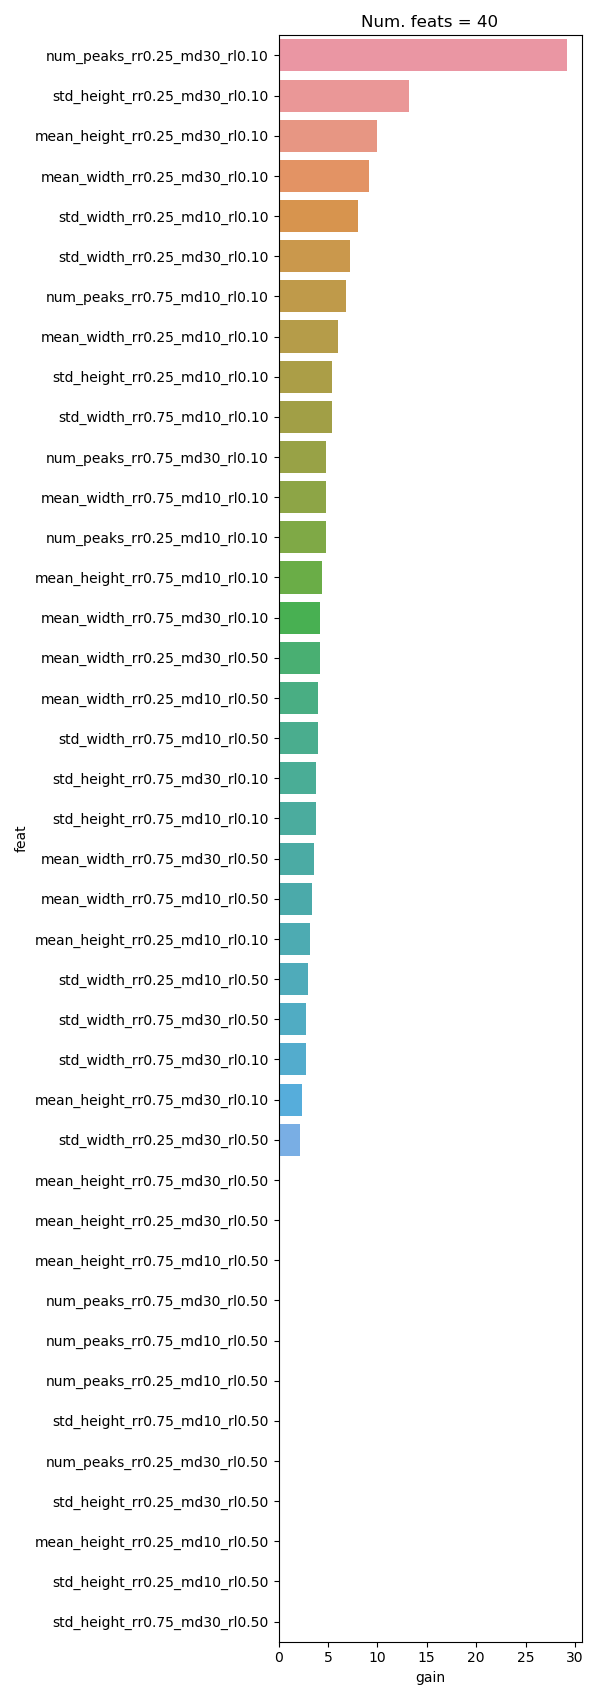 Num. feats = 40
num_peaks_rr0.25_md30_rl0.10
std_height_rr0.25_md30_rl0.10
mean_height_rr0.25_md30_rl0.10
mean_width_rr0.25_md30_rl0.10
std_width_rr0.25_md10_rl0.10
std_width_rr0.25_md30_rl0.10
num_peaks_rr0.75_md10_rl0.10
mean_width_rr0.25_md10_rl0.10
std_height_rr0.25_md10_rl0.10
std_width_rr0.75_md10_rl0.10
num_peaks_rr0.75_md30_rl0.10
mean_width_rr0.75_md10_rl0.10
num_peaks_rr0.25_md10_rl0.10
mean_height_rr0.75_md10_rl0.10
mean_width_rr0.75_md30_rl0.10
mean_width_rr0.25_md30_rl0.50
mean_width_rr0.25_md10_rl0.50
std_width_rr0.75_md10_rl0.50
std_height_rr0.75_md30_rl0.10
std_height_rr0.75_md10_rl0.10
feat
mean_width_rr0.75_md30_rl0.50
mean_width_rr0.75_md10_rl0.50
mean_height_rr0.25_md10_rl0.10
std_width_rr0.25_md10_rl0.50
std_width_rr0.75_md30_rl0.50
std_width_rr0.75_md30_rl0.10
mean_height_rr0.75_md30_rl0.10
std_width_rr0.25_md30_rl0.50
mean_height_rr0.75_md30_rl0.50
mean_height_rr0.25_md30_rl0.50
mean_height_rr0.75_md10_rl0.50
num_peaks_rr0.75_md30_rl0.50
num_peaks_rr0.75_md10_rl0.50
num_peaks_rr0.25_md10_rl0.50
std_height_rr0.75_md10_rl0.50
num_peaks_rr0.25_md30_rl0.50
std_height_rr0.25_md30_rl0.50
mean_height_rr0.25_md10_rl0.50
std_height_rr0.25_md10_rl0.50
std_height_rr0.75_md30_rl0.50
0 5 10 15 20 25 30
gain